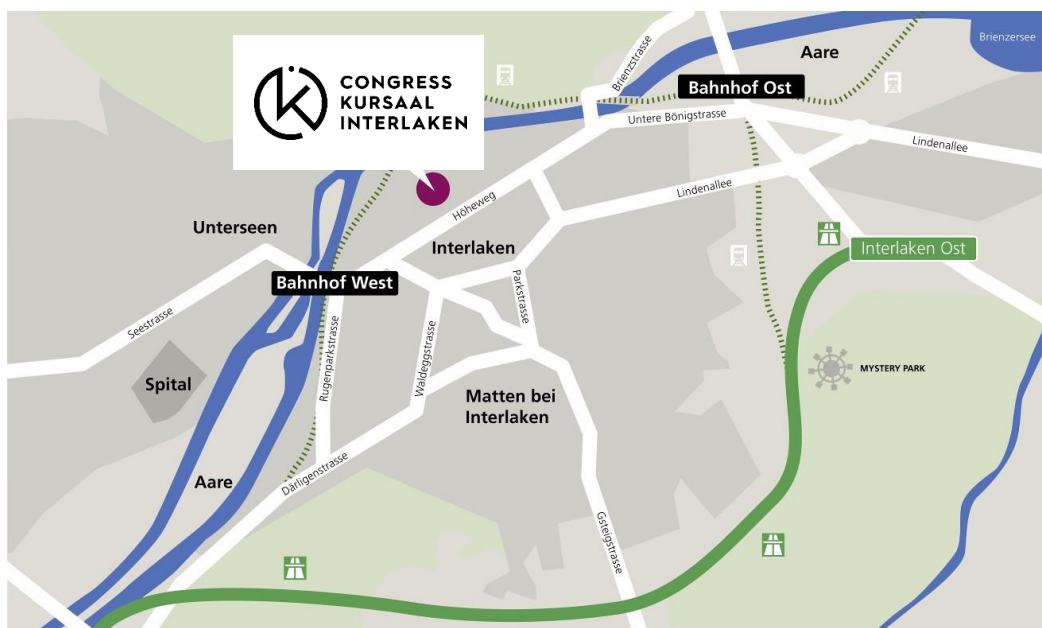 CONGRESS
KURSAAL
INTERLAKEN
Brienzstrasse
Aare
Brienzersee
Bahnhof Ost
Untere Bönigstrasse
Lindenallee
Lindenallee
Höheweg
Unterseen
Interlaken
Interlaken Ost
Bahnhof West
Parkstrasse
Seestrasse
Rugenparkstrasse
Waldeggstrasse
MYSTERY PARK
Spital
Matten bei
Interlaken
Aare
Därligenstrasse
Gsteigstrasse